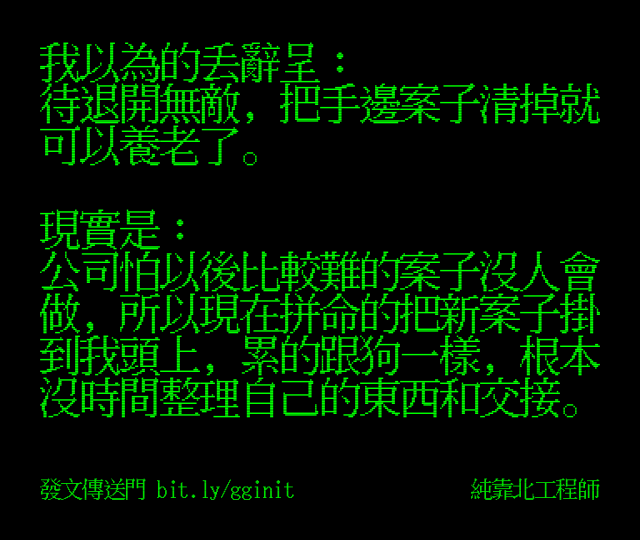 我以為的丟辭呈：
待退開無敵，把手邊案子清掉就
可以養老了。
現實是：
公司怕以後比較難的案子沒人會
做，所以現在拼命的把新案子掛
到我頭上，累的跟狗一樣，根本
沒時間整理自己的東西和交接。
發文傳送門 bit.ly/gginit
純靠北工程師